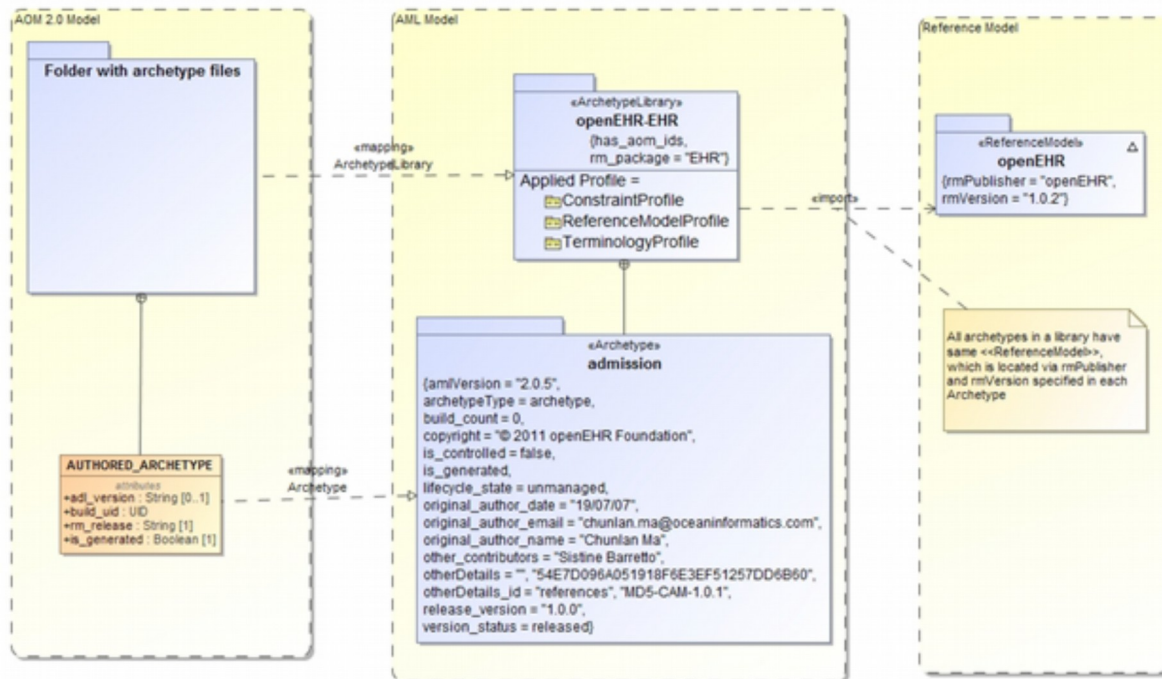 AOM 2.0 Model
Folder with archetype files
«mapping»
ArchetypeLibrary
AUTHORED_ARCHETYPE
attributes
+adl_version : String [0..1]
+build_uid : UID
+rm_release : String [1]
+is_generated : Boolean [1]
«mapping»
Archetype
AML Model
«ArchetypeLibrary»
openEHR-EHR
{has_aom_ids,
rm_package = "EHR"}
Applied Profile =
ConstraintProfile
ReferenceModelProfile
TerminologyProfile
«import»
«Archetype»
admission
{amlVersion = "2.0.5",
archetypeType = archetype,
build_count = 0,
copyright = "© 2011 openEHR Foundation",
is_controlled = false,
is_generated,
lifecycle_state = unmanaged,
original_author_date = "19/07/07",
original_author_email = "chunlan.ma@oceaninformatics.com",
original_author_name = "Chunlan Ma",
other_contributors = "Sistine Barretto",
otherDetails = "", "54E7D096A051918F6E3EF51257DD6B60",
otherDetails_id = "references", "MD5-CAM-1.0.1",
release_version = "1.0.0",
version_status = released}
Reference Model
«ReferenceModel»
openEHR
{rmPublisher = "openEHR",
rmVersion = "1.0.2"}
All archetypes in a library have
same <<ReferenceModel>>,
which is located via rmPublisher
and rmVersion specified in each
Archetype